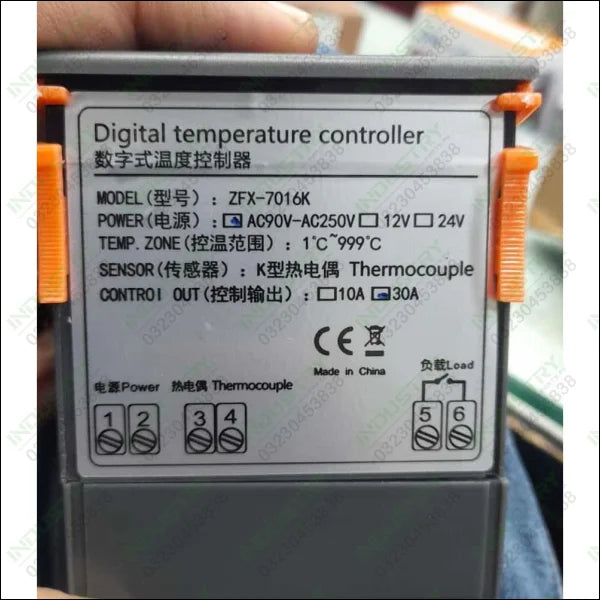 Digital temperature controller
数字式温度控制器
MODEL(型号): ZFX-7016K
POWER(电源): AC90V-AC250V 12V 24V
TEMP.ZONE(控温范围): 1℃~999℃
SENSOR(传感器): K型热电偶 Thermocouple
CONTROI OUT(控制输出): 10A 30A
CE
Made in China
电源Power 热电偶 Thermocouple 负载Load
1 2 3 4 5 6
INDUSTRY
03230453838